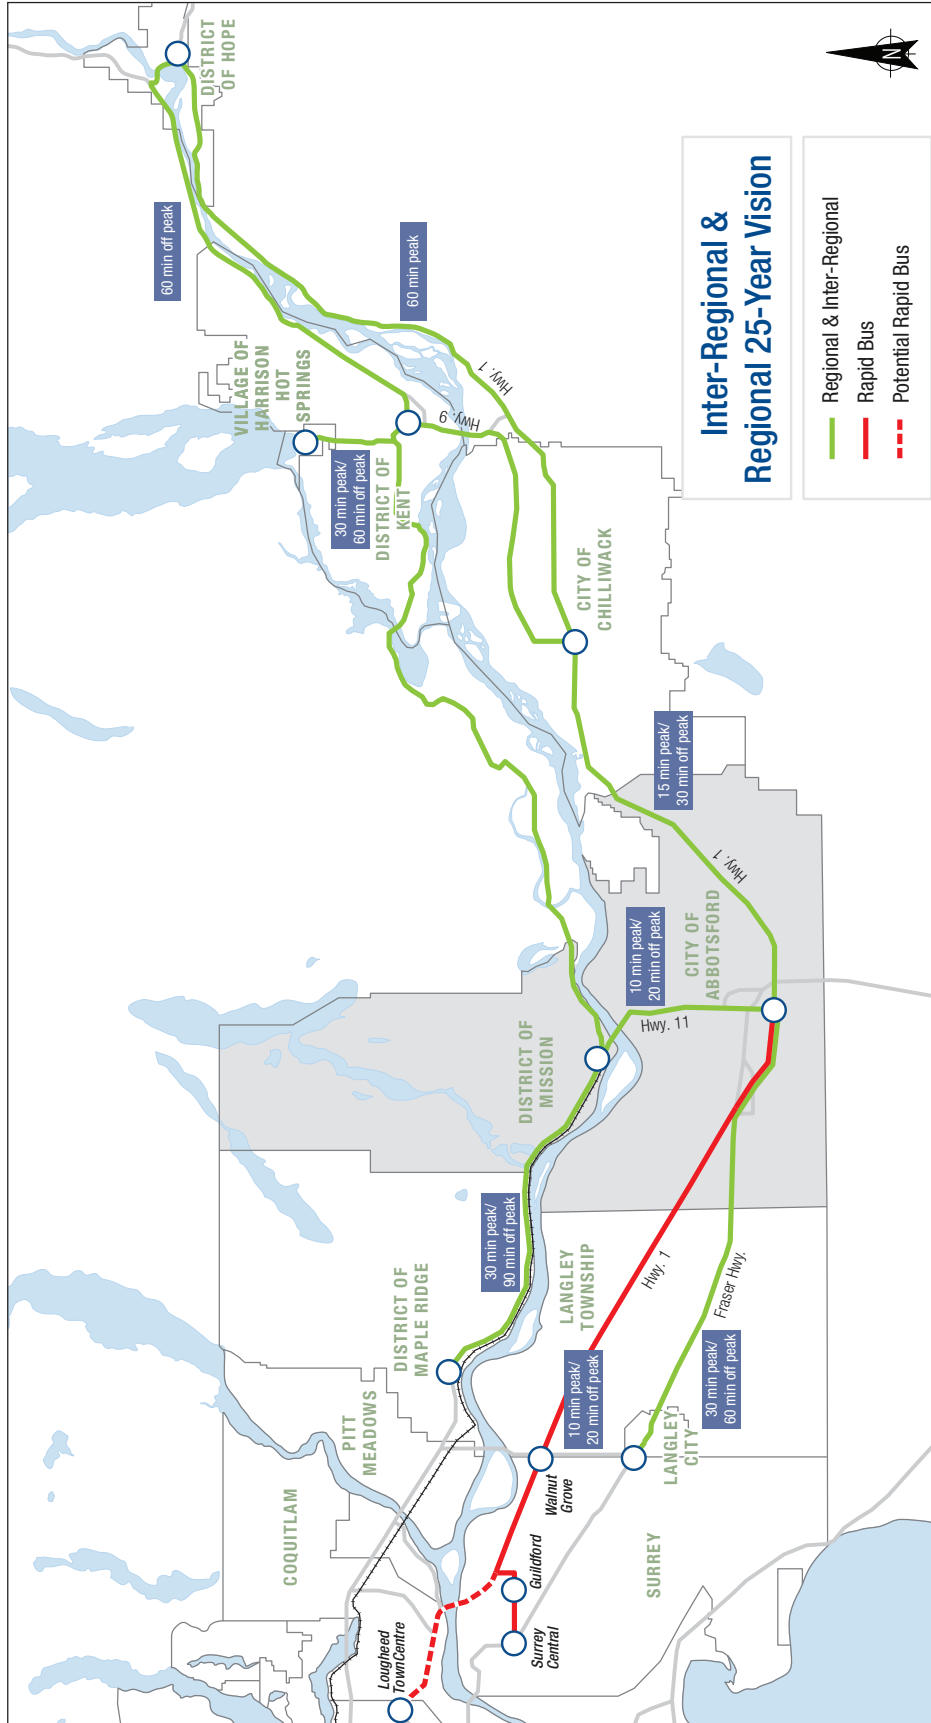 DISTRICT
OF HOPE
60 min off peak
60 min peak
VILLAGE OF
HARRISON
HOT
SPRINGS
Hwy. 1
Hwy. 9
30 min peak/
60 min off peak
DISTRICT OF
KENT
CITY OF
CHILLIWACK
15 min peak/
30 min off peak
Hwy. 1
CITY OF
ABBOTSFORD
10 min peak/
20 min off peak
Hwy. 11
DISTRICT OF
MISSION
30 min peak/
90 min off peak
DISTRICT OF
MAPLE RIDGE
LANGLEY
TOWNSHIP
Hwy. 1
Fraser Hwy.
10 min peak/
20 min off peak
30 min peak/
60 min off peak
PITT
MEADOWS
LANGLEY
CITY
Walnut
Grove
COQUITLAM
Guildford
SURREY
Surrey
Central
Lougheed
TownCentre
N
Inter-Regional &
Regional 25-Year Vision
Regional & Inter-Regional
Rapid Bus
Potential Rapid Bus